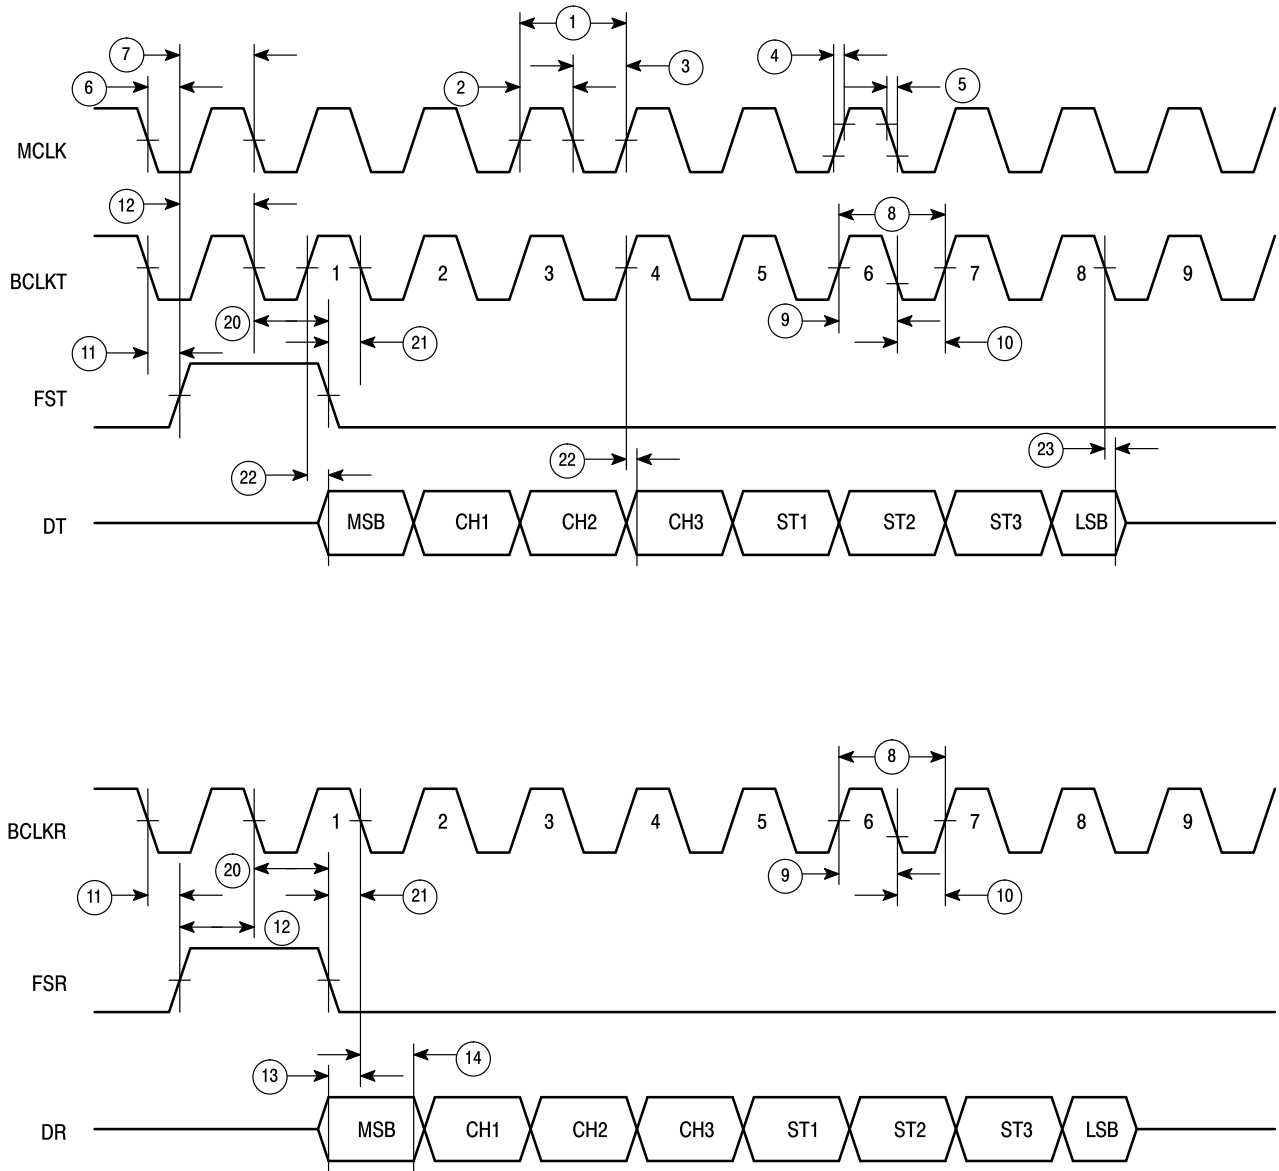 1
7 4
3
6 2 5
MCLK
12
8
BCLKT 1 2 3 4 5 6 7 8 9
20 9
21 10
11
FST
22 22 23
DT MSB CH1 CH2 CH3 ST1 ST2 ST3 LSB
8
BCLKR 1 2 3 4 5 6 7 8 9
20 9
11 21 10
12
FSR
14
13
DR MSB CH1 CH2 CH3 ST1 ST2 ST3 LSB